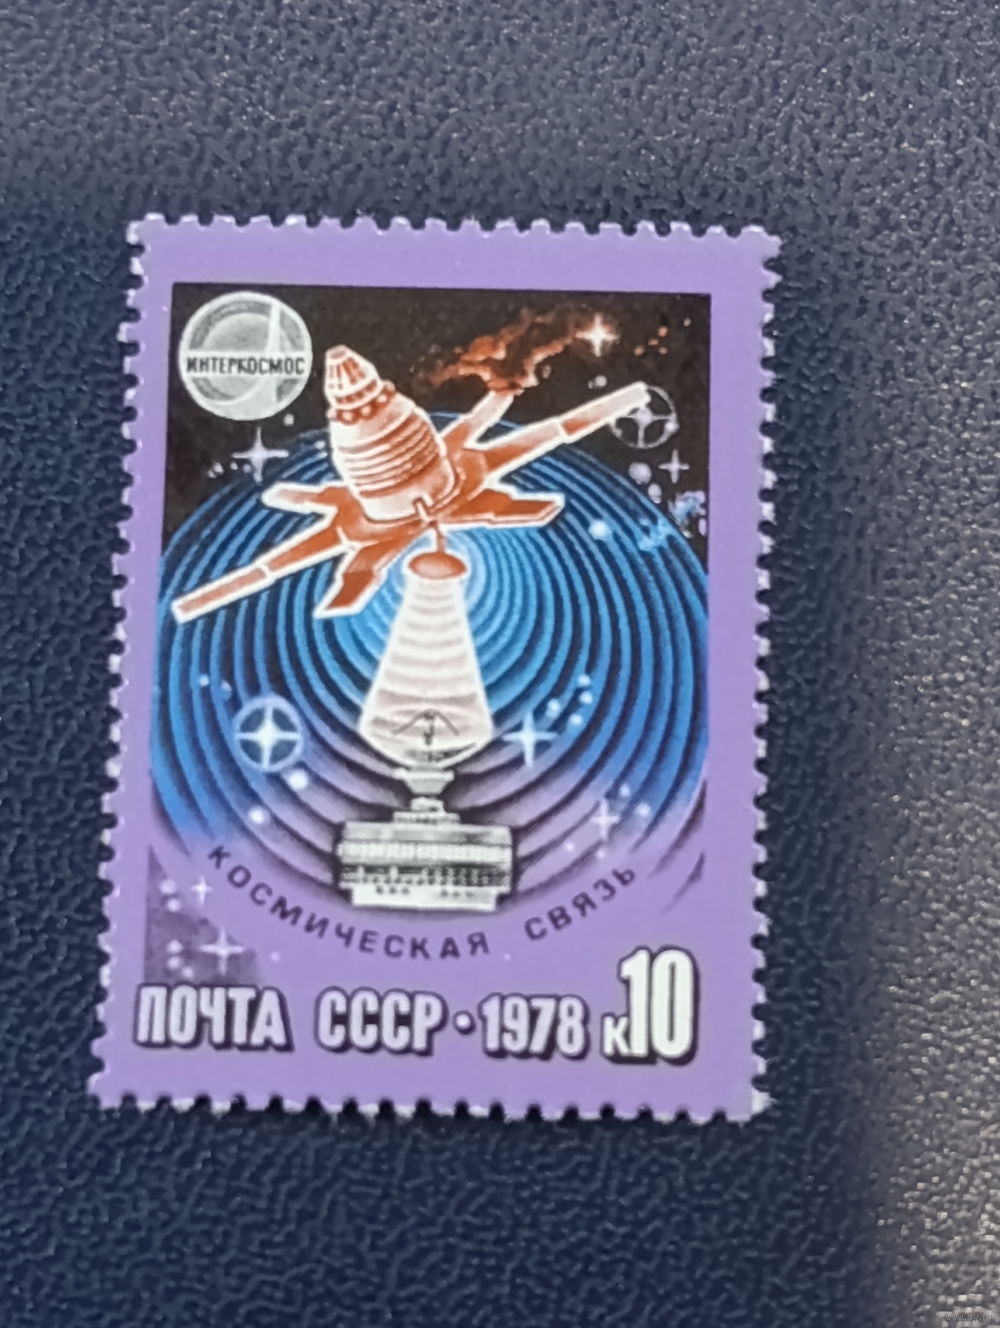 ИНТЕРКОСМОС
КОСМИЧЕСКАЯ СВЯЗЬ
ПОЧТА СССР · 1978 к10